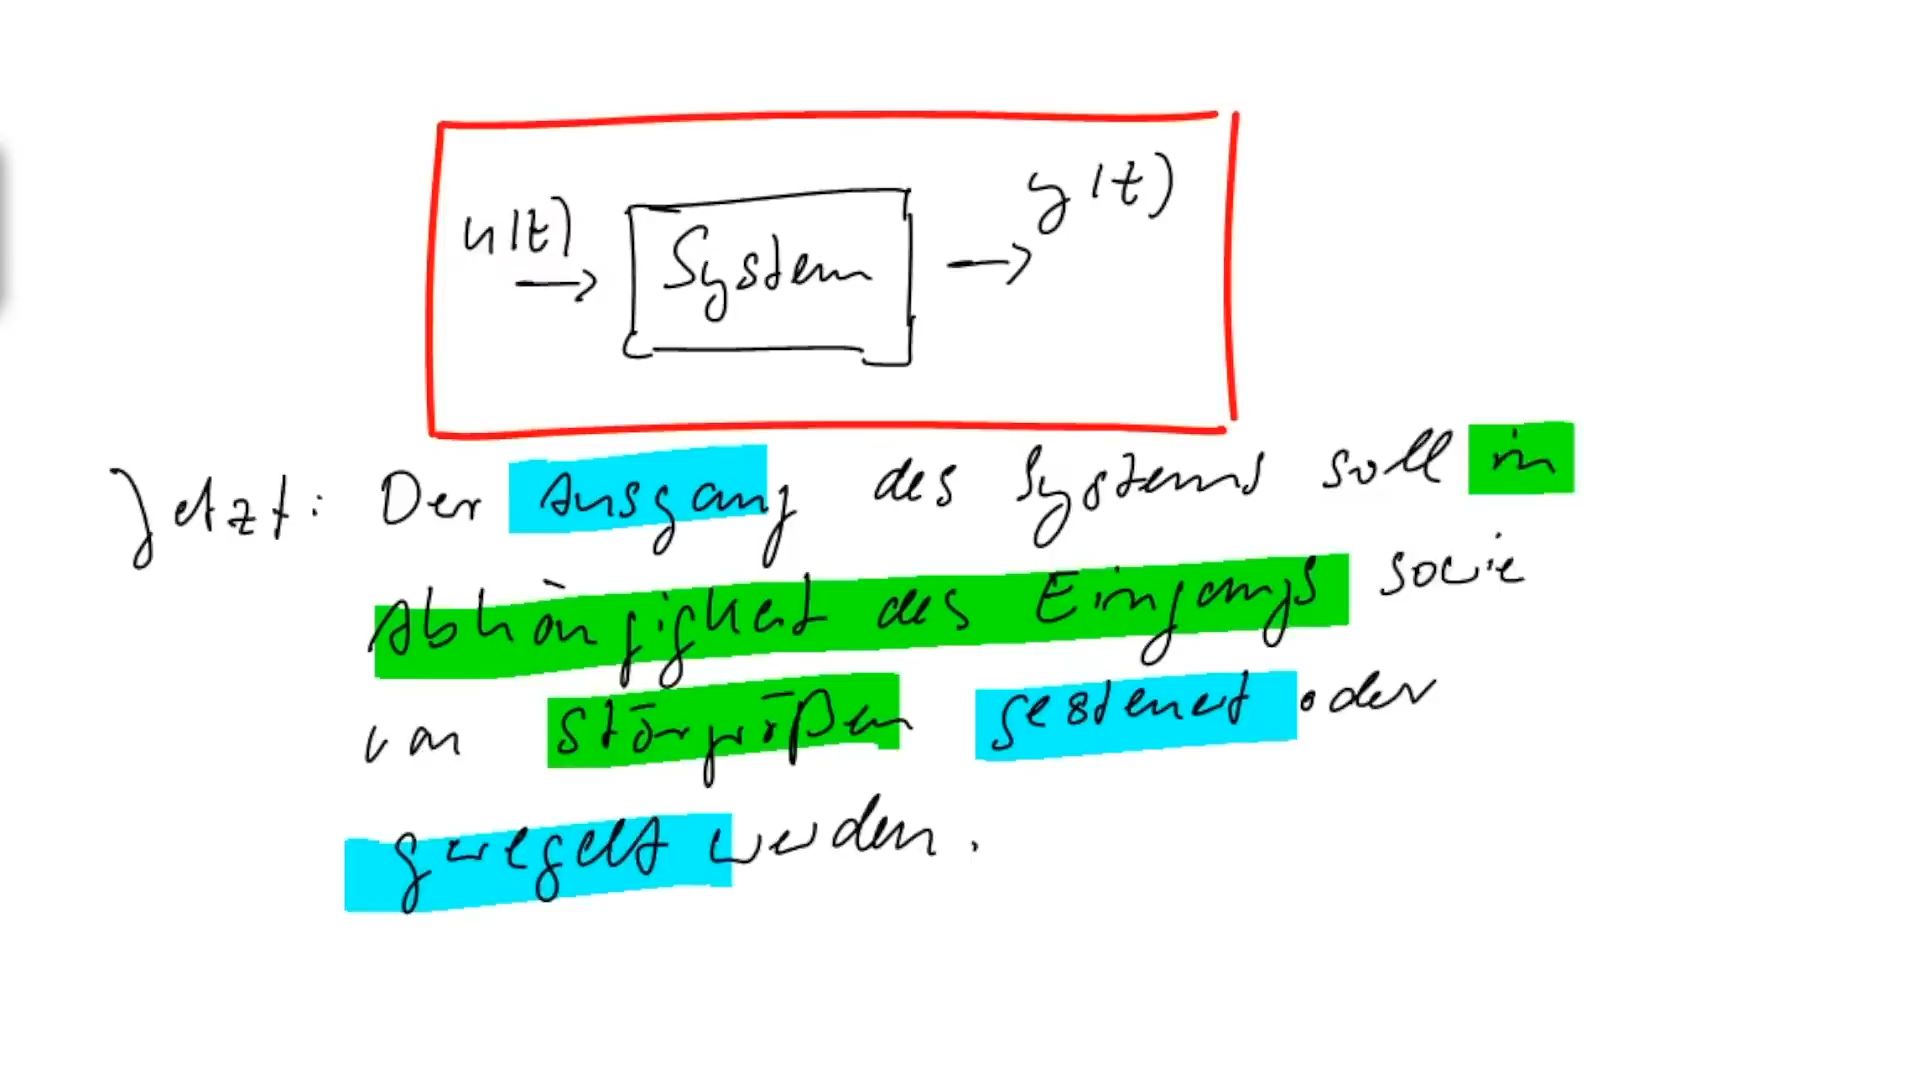 u(t)
System
y(t)
Jetzt: Der Ausgang des Systems soll in
Abhängigkeit des Eingangs sowie
von Störgrößen gesteuert oder
geregelt werden.